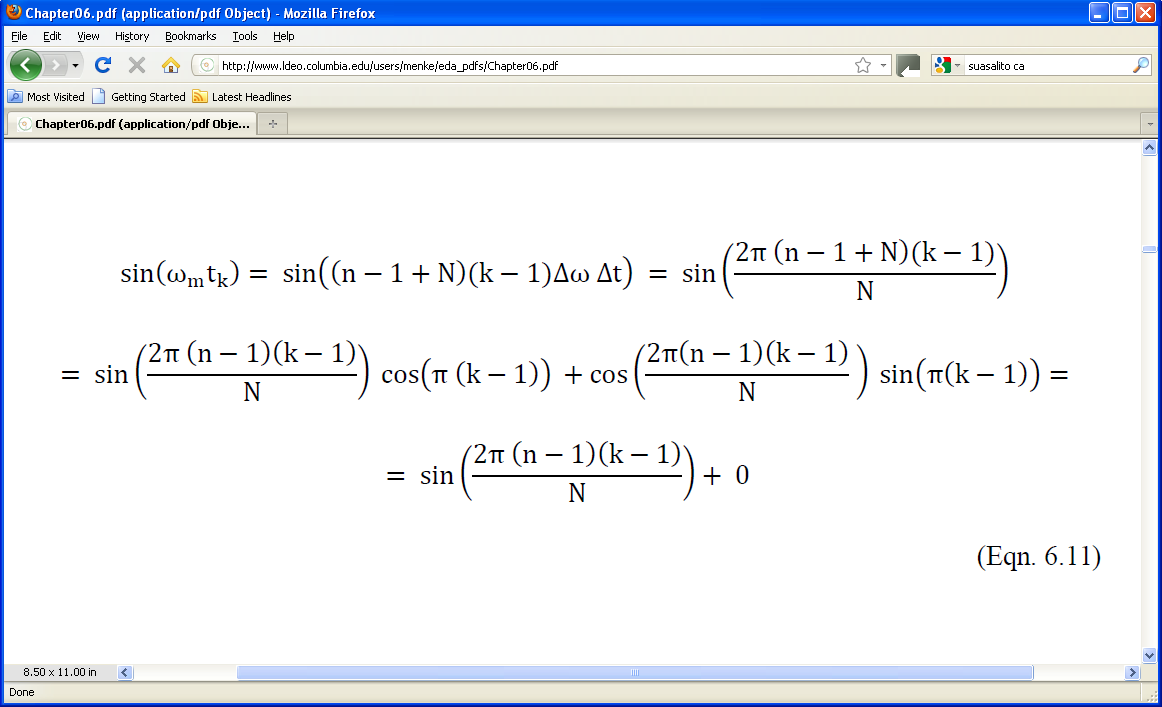 Chapter06.pdf (application/pdf Object) - Mozilla Firefox
File Edit View History Bookmarks Tools Help
http://www.ldeo.columbia.edu/users/menke/eda_pdfs/Chapter06.pdf
suasalito ca
Most Visited Getting Started Latest Headlines
Chapter06.pdf (application/pdf Obje...
sin(ω_m t_k) = sin((n − 1 + N)(k − 1)Δω Δt) = sin(2π (n − 1 + N)(k − 1)/N)
= sin(2π (n − 1)(k − 1)/N) cos(π (k − 1)) + cos(2π(n − 1)(k − 1)/N) sin(π(k − 1)) =
= sin(2π (n − 1)(k − 1)/N) + 0
(Eqn. 6.11)
8.50 x 11.00 in
Done